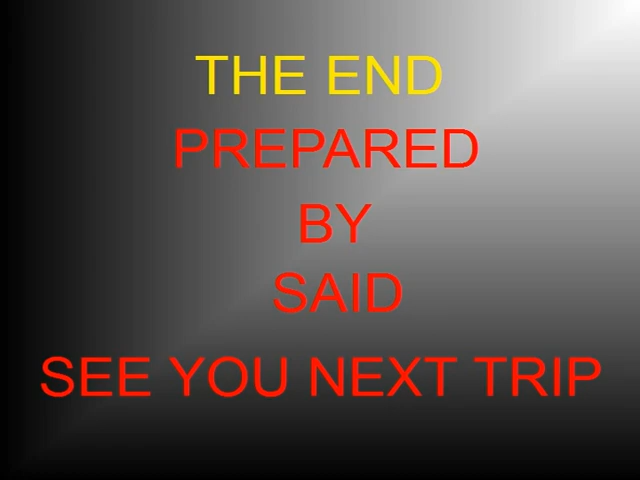 THE END
PREPARED
BY
SAID
SEE YOU NEXT TRIP